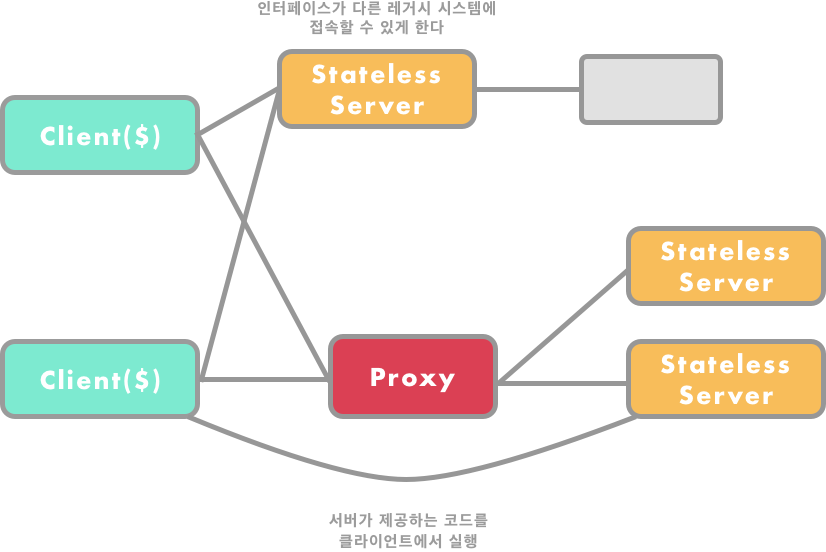 인터페이스가 다른 레거시 시스템에
접속할 수 있게 한다
Stateless
Server
Client($)
Stateless
Server
Client($)
Proxy
Stateless
Server
서버가 제공하는 코드를
클라이언트에서 실행